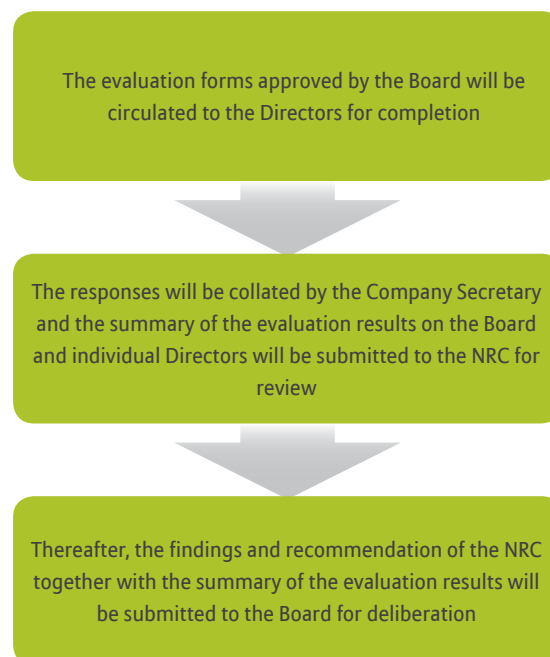 The evaluation forms approved by the Board will be
circulated to the Directors for completion
The responses will be collated by the Company Secretary
and the summary of the evaluation results on the Board
and individual Directors will be submitted to the NRC for
review
Thereafter, the findings and recommendation of the NRC
together with the summary of the evaluation results will
be submitted to the Board for deliberation